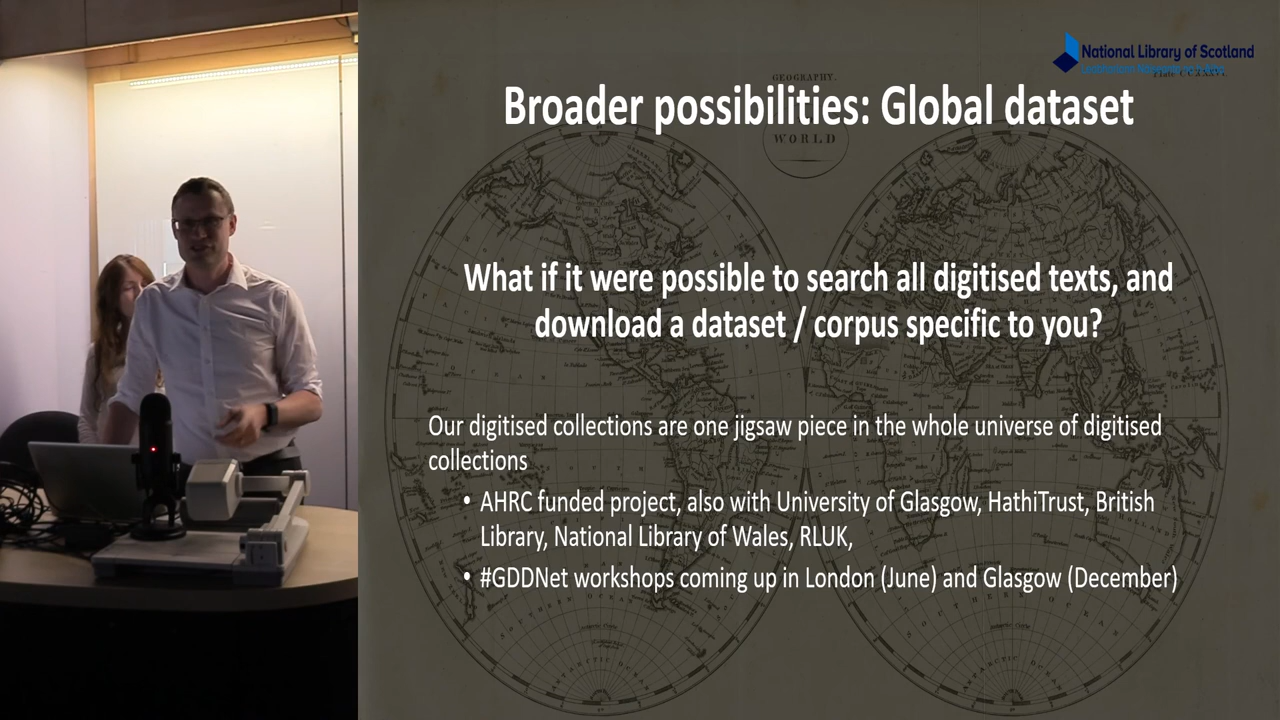 National Library of Scotland
GEOGRAPHY.
Broader possibilities: Global dataset
WORLD
What if it were possible to search all digitised texts, and
download a dataset / corpus specific to you?
Our digitised collections are one jigsaw piece in the whole universe of digitised
collections
• AHRC funded project, also with University of Glasgow, HathiTrust, British
Library, National Library of Wales, RLUK,
• #GDDNet workshops coming up in London (June) and Glasgow (December)